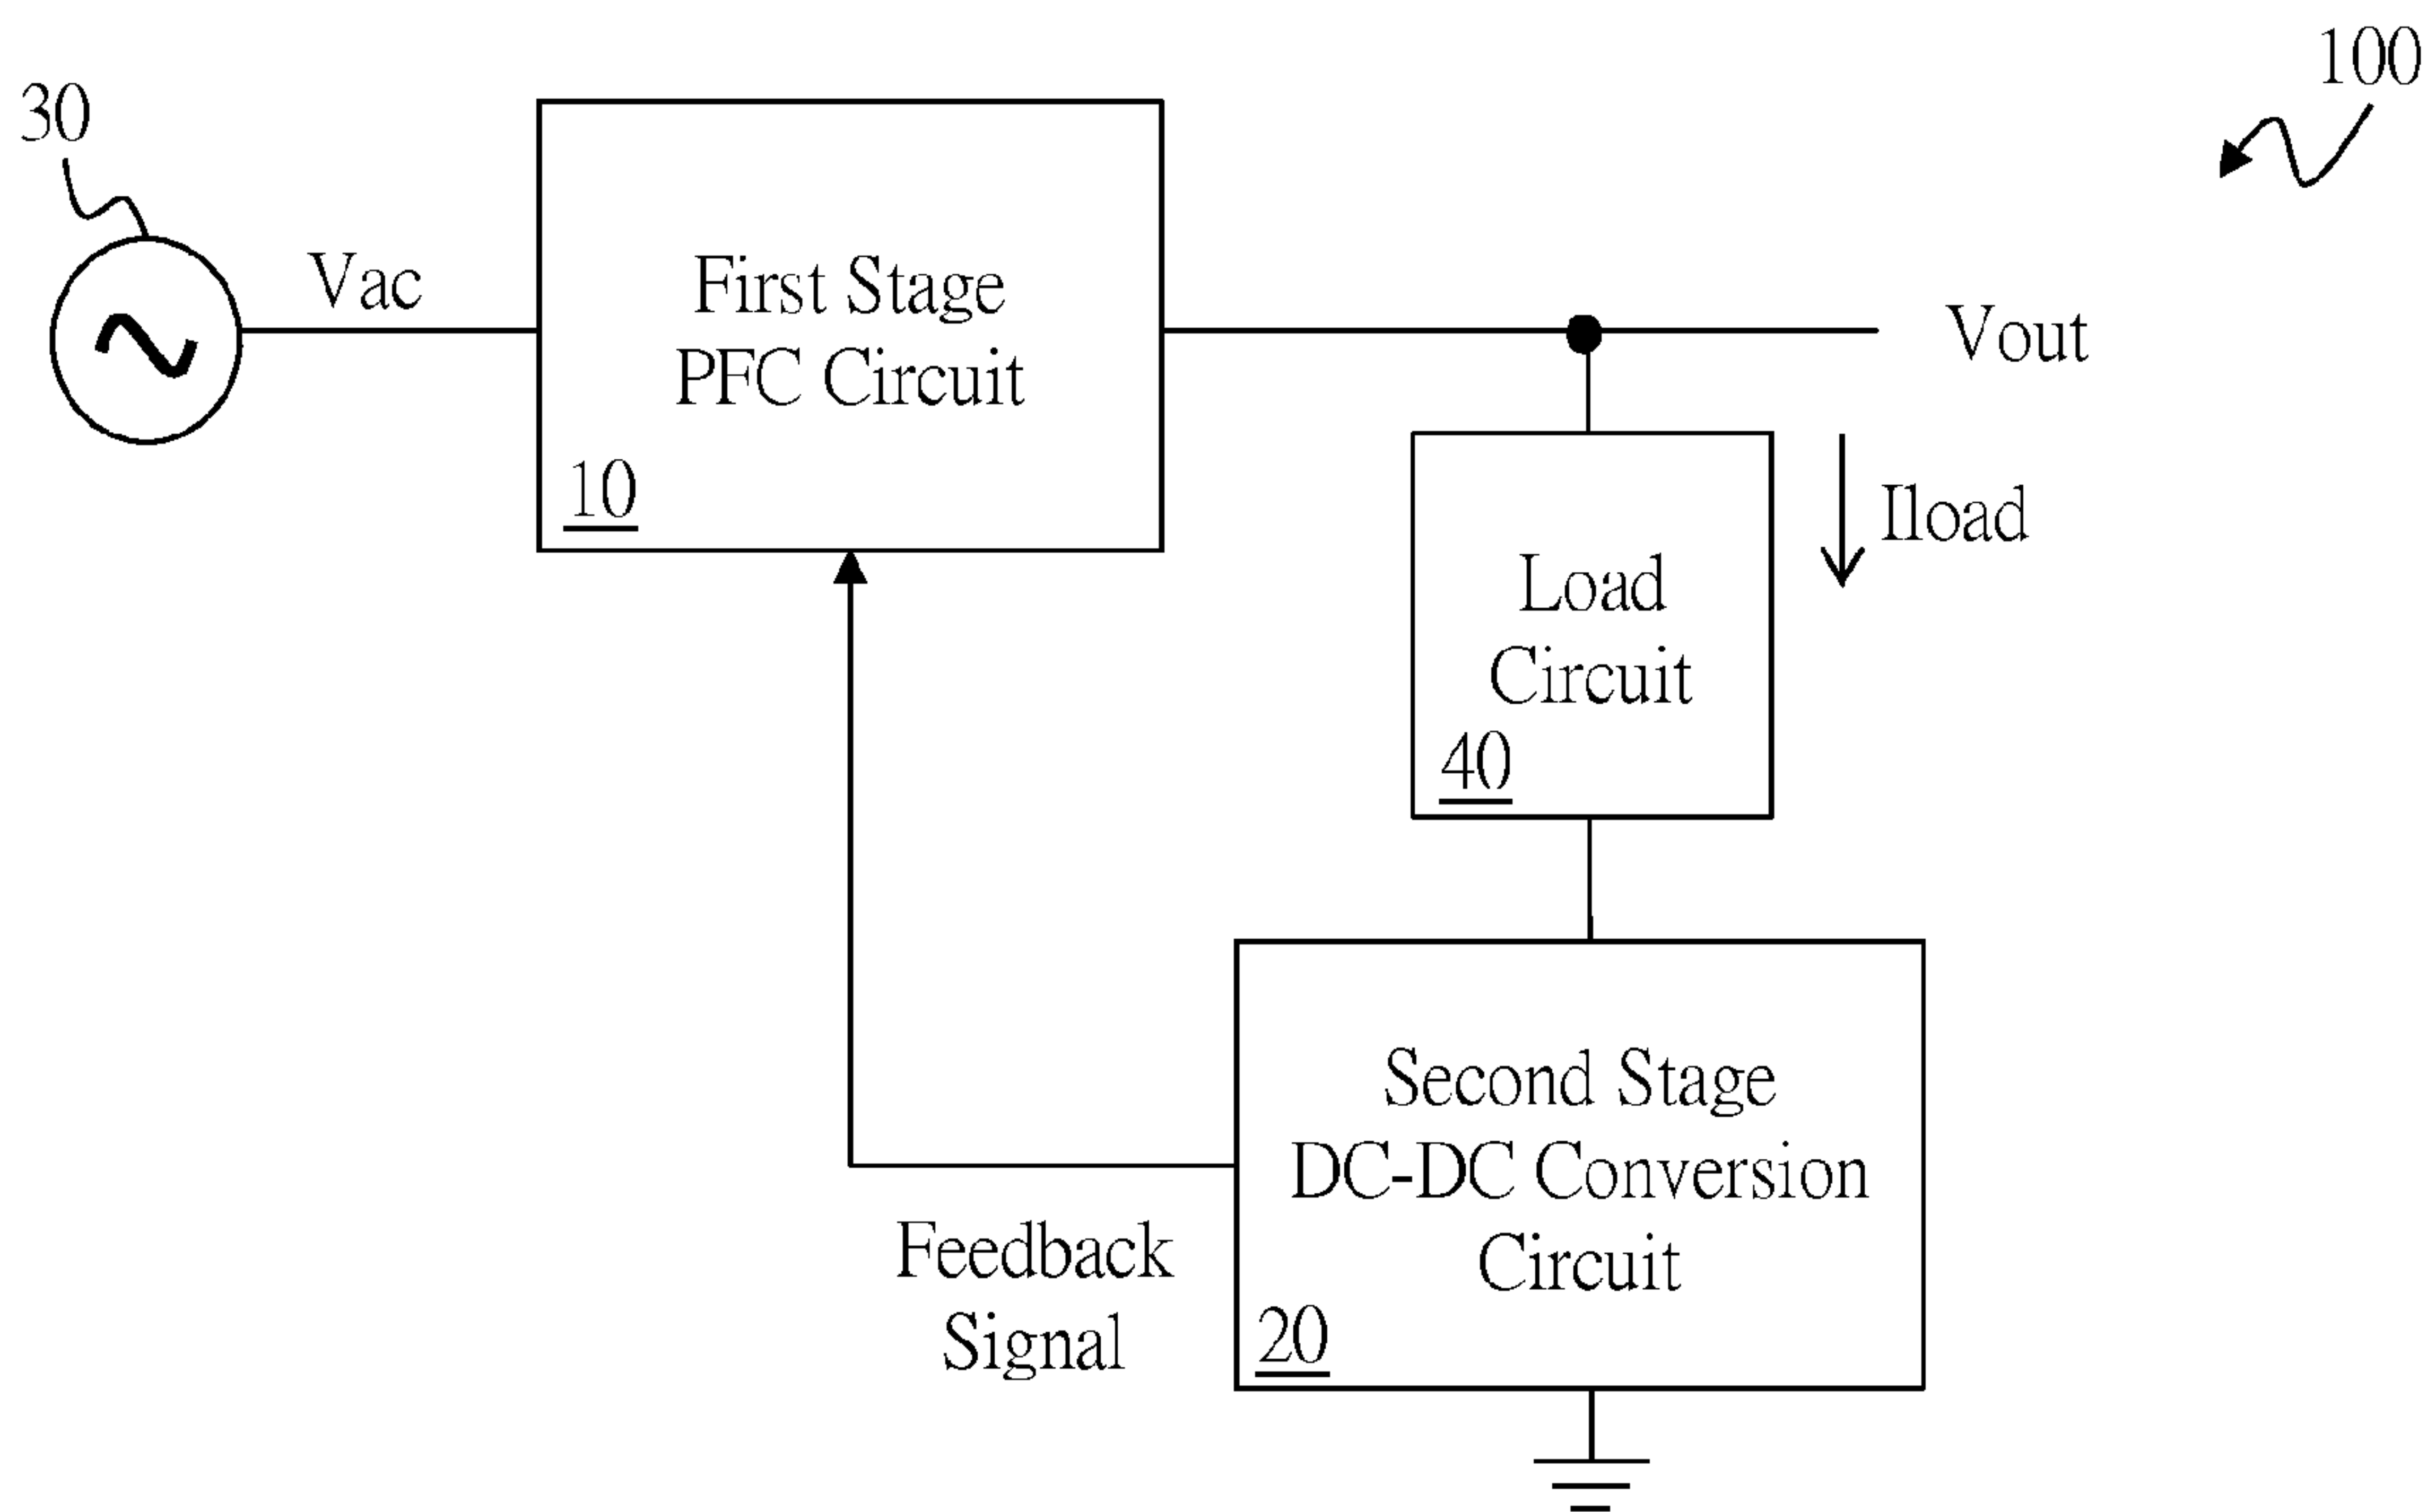 100
30
Vac
First Stage
PFC Circuit
10
Vout
Iload
Load
Circuit
40
Second Stage
DC-DC Conversion
Circuit
20
Feedback
Signal